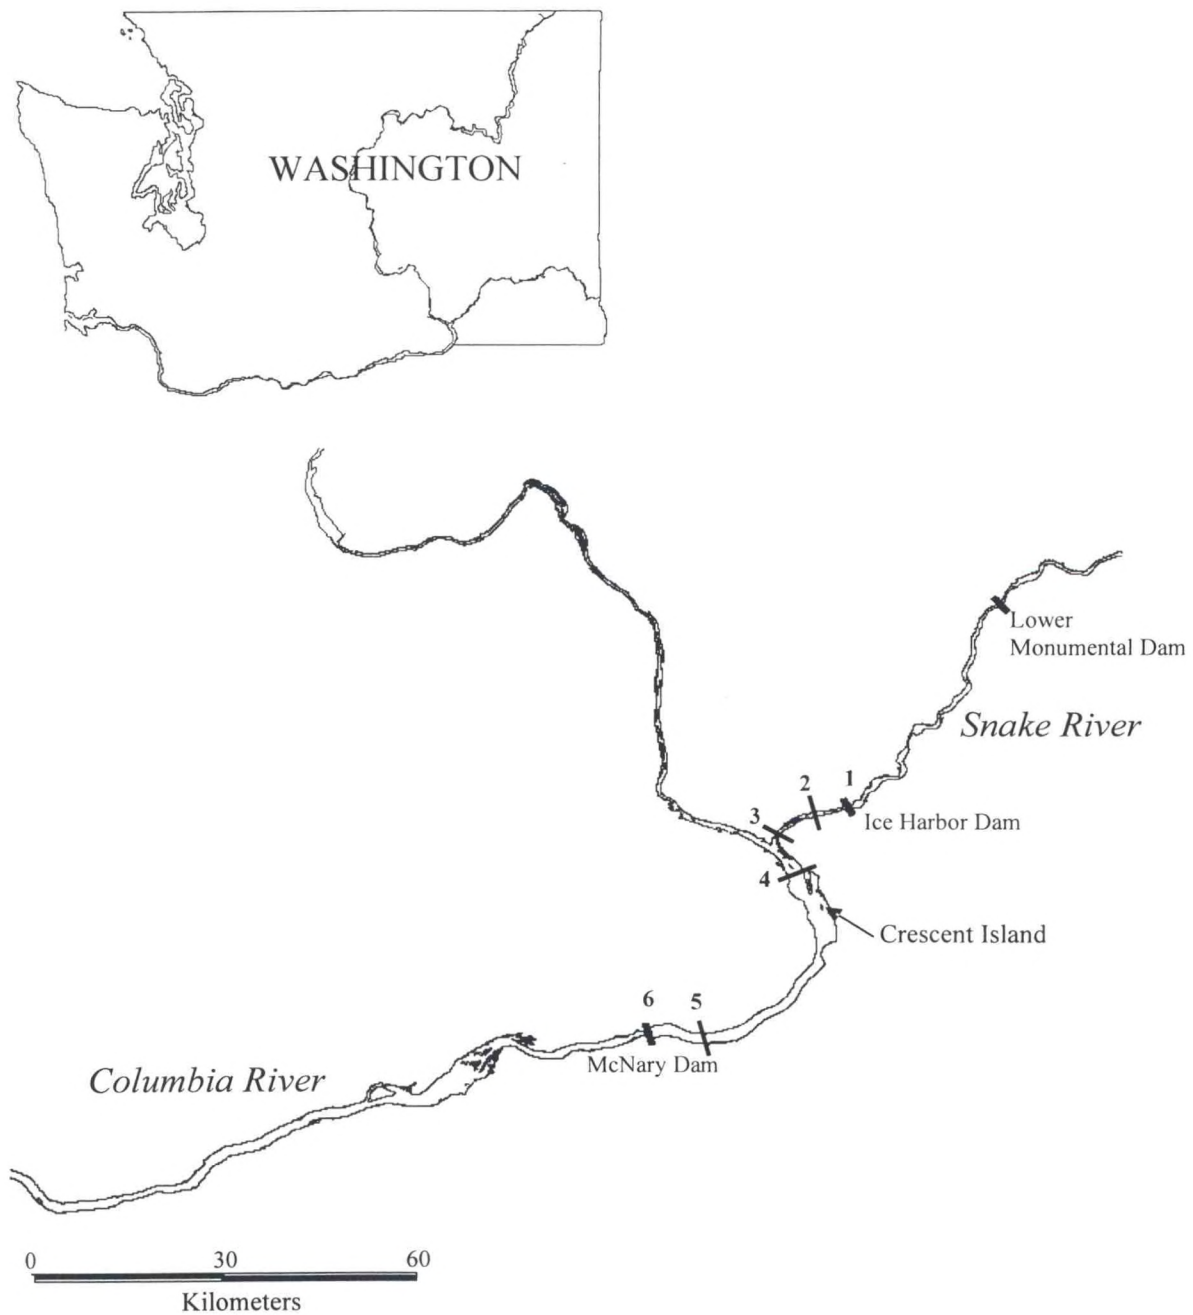 WASHINGTON
Lower
Monumental Dam
Snake River
1
2
Ice Harbor Dam
3
4
Crescent Island
6
5
McNary Dam
Columbia River
0 30 60
Kilometers